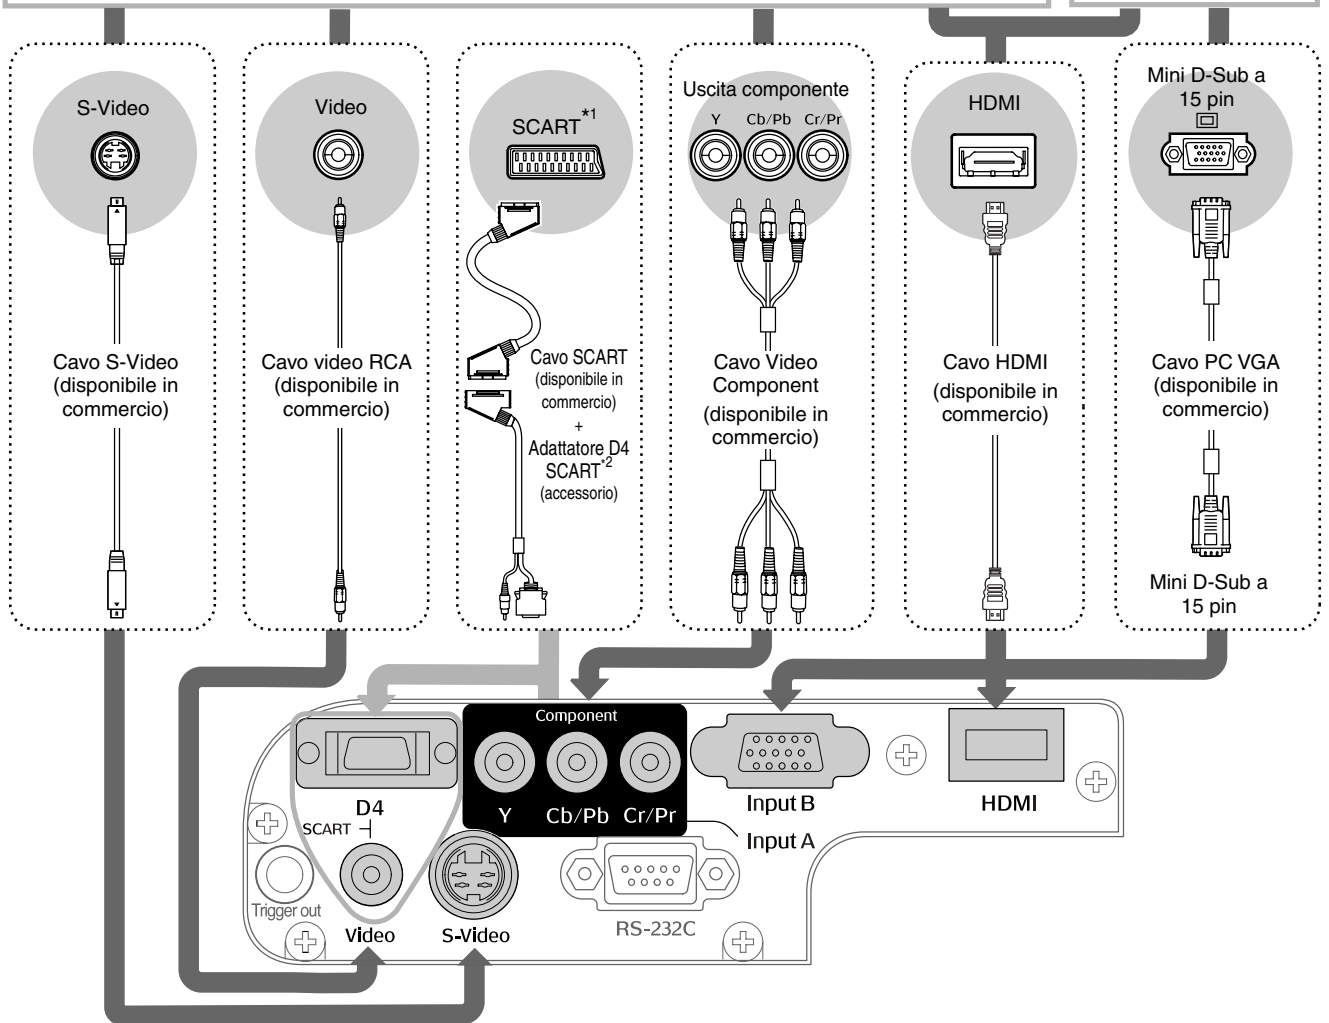 S-Video
Cavo S-Video
(disponibile in
commercio)
Video
Cavo video RCA
(disponibile in
commercio)
SCART*1
Cavo SCART
(disponibile in
commercio)
+
Adattatore D4
SCART*2
(accessorio)
Uscita componente
Y Cb/Pb Cr/Pr
Cavo Video
Component
(disponibile in
commercio)
HDMI
Cavo HDMI
(disponibile in
commercio)
Mini D-Sub a
15 pin
Cavo PC VGA
(disponibile in
commercio)
Mini D-Sub a
15 pin
Component
Y Cb/Pb Cr/Pr
D4
SCART
Input B
HDMI
Input A
Trigger out
Video
S-Video
RS-232C